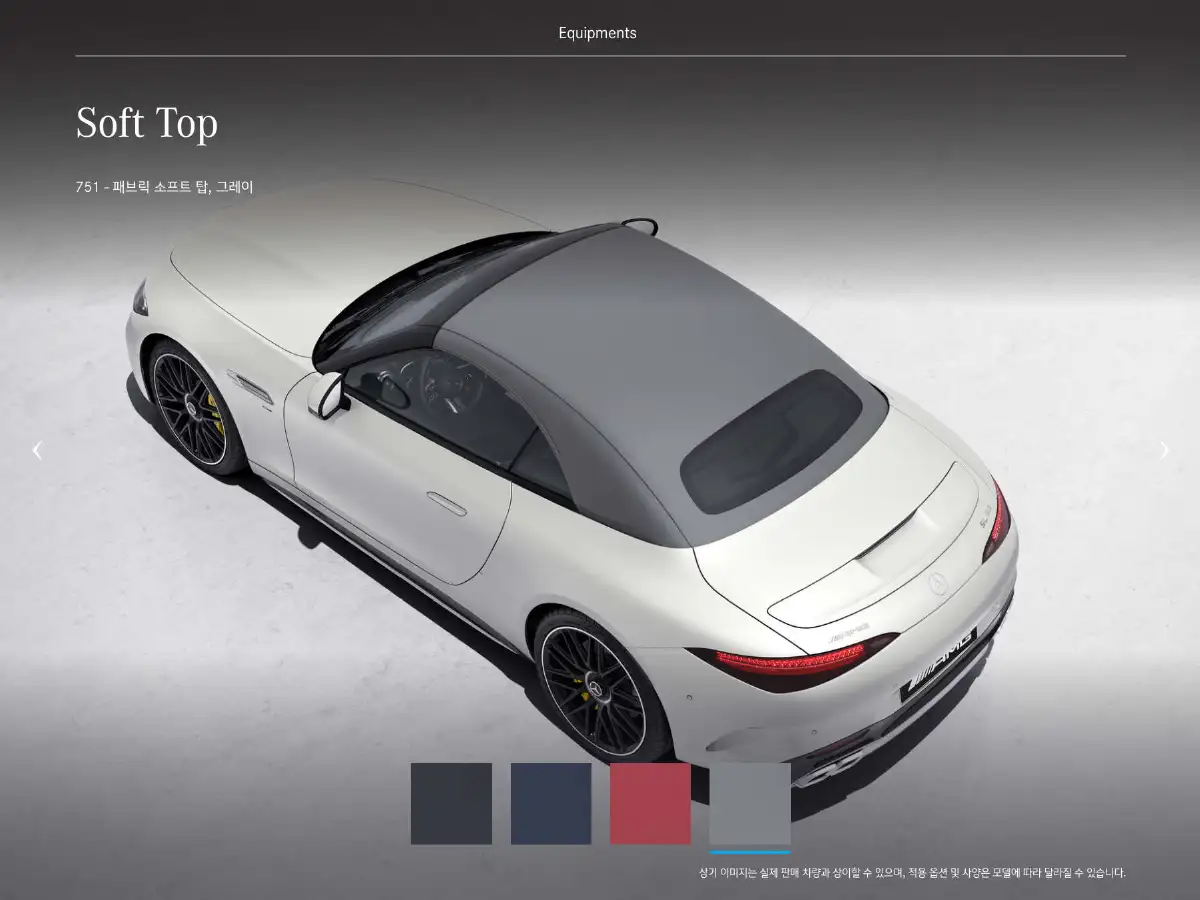 Equipments
Soft Top
751 - 패브릭 소프트 탑, 그레이
AMG
AMG
상기 이미지는 실제 판매 차량과 상이할 수 있으며, 적용 옵션 및 사양은 모델에 따라 달라질 수 있습니다.